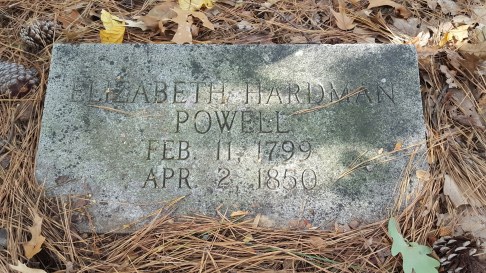 ELIZABETH HARDMAN
POWELL
FEB. 11, 1799
APR. 2, 1850